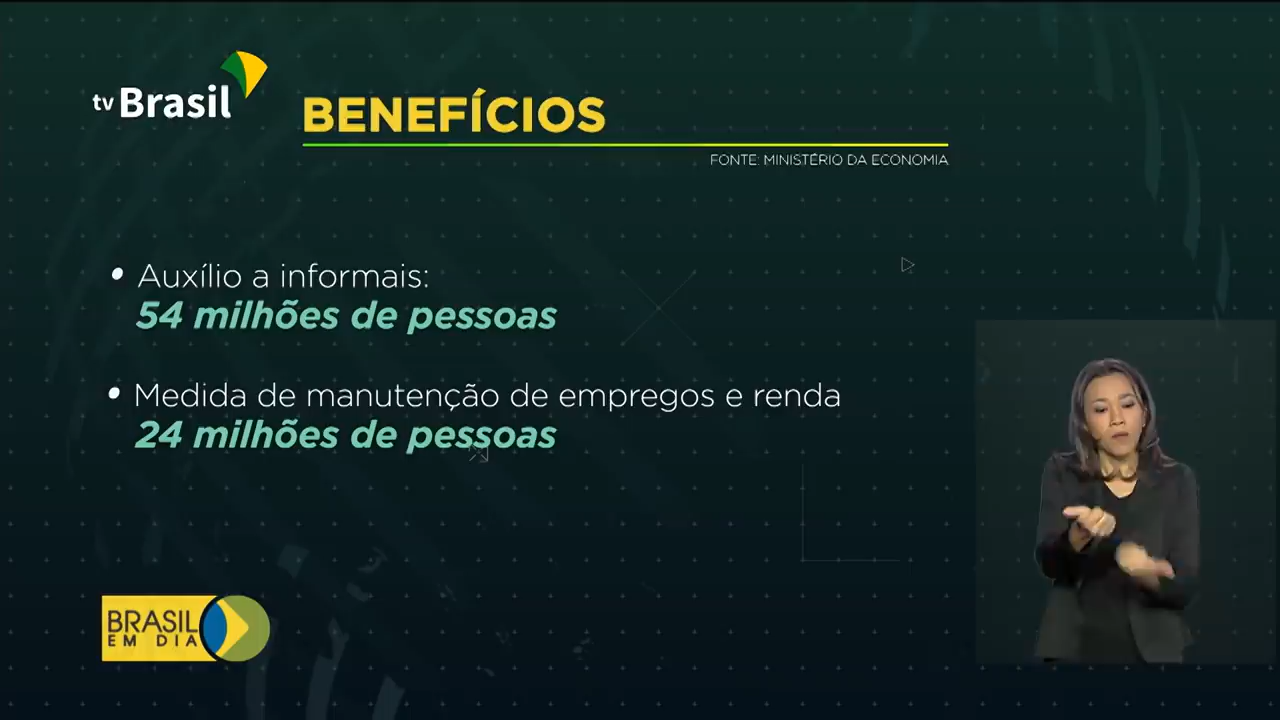 tv Brasil
BENEFÍCIOS
FONTE: MINISTÉRIO DA ECONOMIA
• Auxílio a informais:
54 milhões de pessoas
• Medida de manutenção de empregos e renda
24 milhões de pessoas
BRASIL
EM DIA